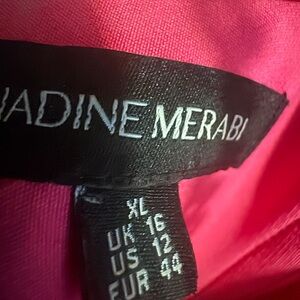 NADINE MERABI
XL
UK 16
US 12
EUR 44